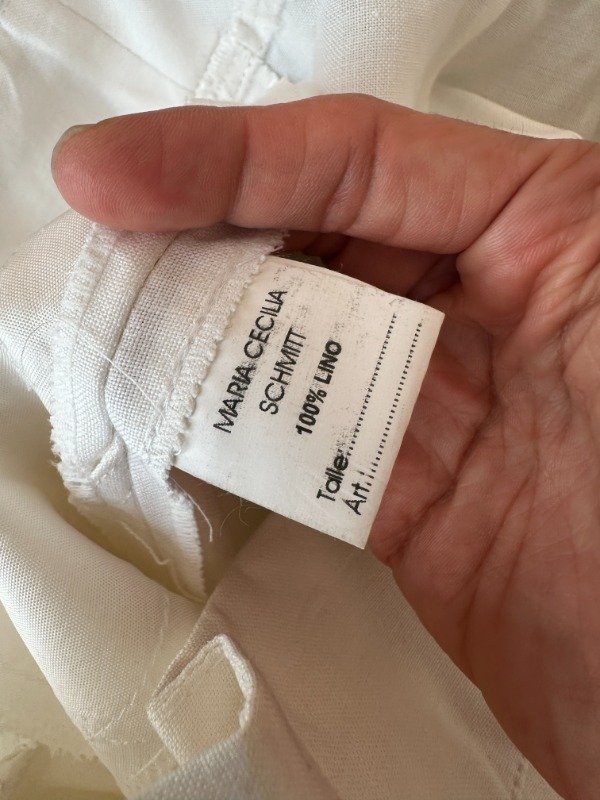 MARIA CECILIA
SCHMITT
100% LINO
Talle:..............................
Art.:..............................